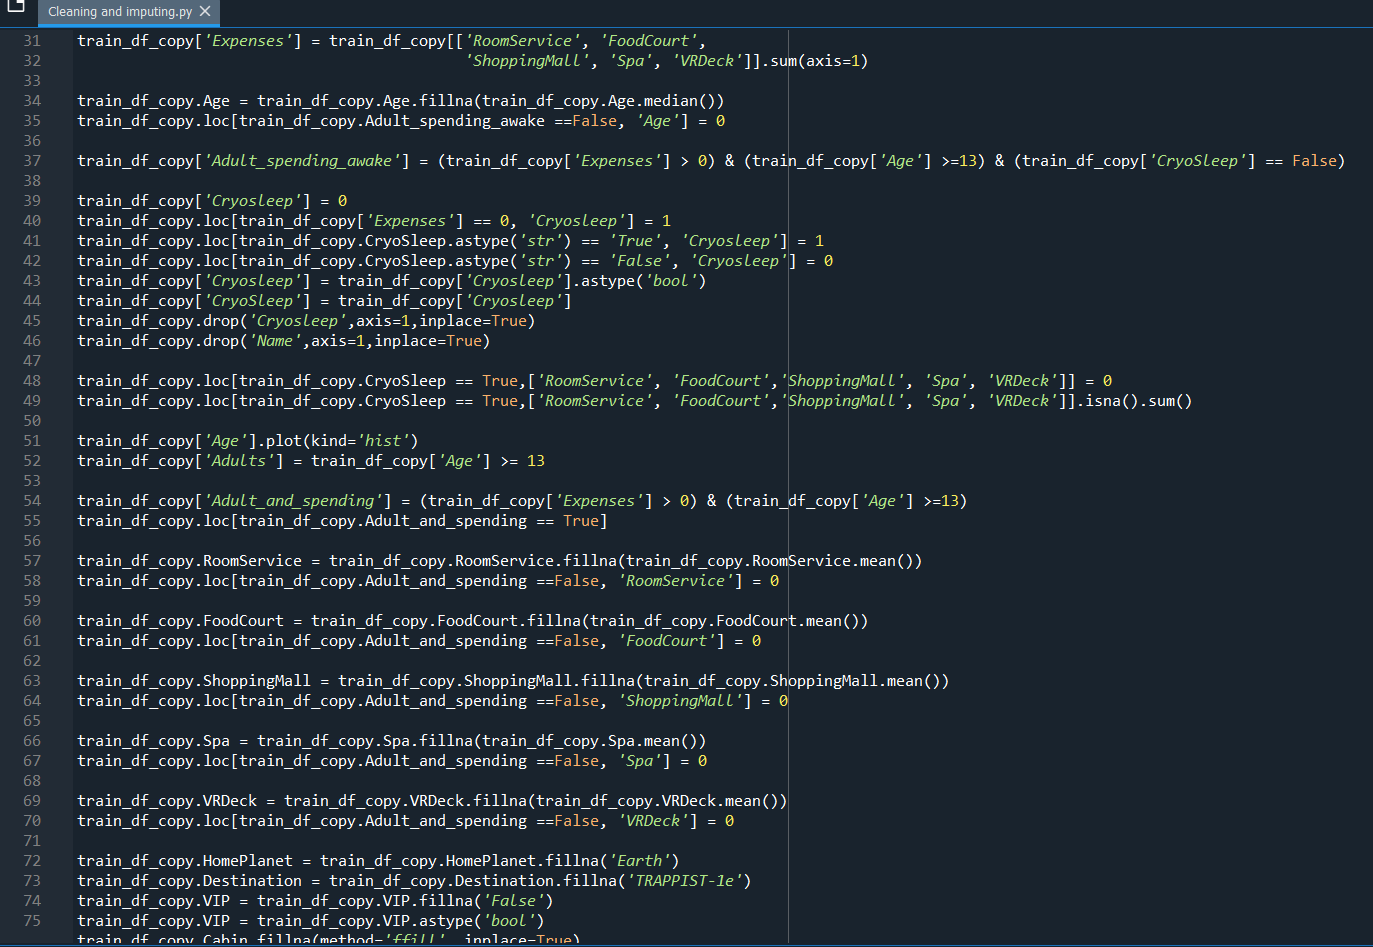 Cleaning and imputing.py ×
31 train_df_copy['Expenses'] = train_df_copy[['RoomService', 'FoodCourt',
32 'ShoppingMall', 'Spa', 'VRDeck']].sum(axis=1)
33
34 train_df_copy.Age = train_df_copy.Age.fillna(train_df_copy.Age.median())
35 train_df_copy.loc[train_df_copy.Adult_spending_awake ==False, 'Age'] = 0
36
37 train_df_copy['Adult_spending_awake'] = (train_df_copy['Expenses'] > 0) & (train_df_copy['Age'] >=13) & (train_df_copy['CryoSleep'] == False)
38
39 train_df_copy['Cryosleep'] = 0
40 train_df_copy.loc[train_df_copy['Expenses'] == 0, 'Cryosleep'] = 1
41 train_df_copy.loc[train_df_copy.CryoSleep.astype('str') == 'True', 'Cryosleep'] = 1
42 train_df_copy.loc[train_df_copy.CryoSleep.astype('str') == 'False', 'Cryosleep'] = 0
43 train_df_copy['Cryosleep'] = train_df_copy['Cryosleep'].astype('bool')
44 train_df_copy['CryoSleep'] = train_df_copy['Cryosleep']
45 train_df_copy.drop('Cryosleep',axis=1,inplace=True)
46 train_df_copy.drop('Name',axis=1,inplace=True)
47
48 train_df_copy.loc[train_df_copy.CryoSleep == True,['RoomService', 'FoodCourt','ShoppingMall', 'Spa', 'VRDeck']] = 0
49 train_df_copy.loc[train_df_copy.CryoSleep == True,['RoomService', 'FoodCourt','ShoppingMall', 'Spa', 'VRDeck']].isna().sum()
50
51 train_df_copy['Age'].plot(kind='hist')
52 train_df_copy['Adults'] = train_df_copy['Age'] >= 13
53
54 train_df_copy['Adult_and_spending'] = (train_df_copy['Expenses'] > 0) & (train_df_copy['Age'] >=13)
55 train_df_copy.loc[train_df_copy.Adult_and_spending == True]
56
57 train_df_copy.RoomService = train_df_copy.RoomService.fillna(train_df_copy.RoomService.mean())
58 train_df_copy.loc[train_df_copy.Adult_and_spending ==False, 'RoomService'] = 0
59
60 train_df_copy.FoodCourt = train_df_copy.FoodCourt.fillna(train_df_copy.FoodCourt.mean())
61 train_df_copy.loc[train_df_copy.Adult_and_spending ==False, 'FoodCourt'] = 0
62
63 train_df_copy.ShoppingMall = train_df_copy.ShoppingMall.fillna(train_df_copy.ShoppingMall.mean())
64 train_df_copy.loc[train_df_copy.Adult_and_spending ==False, 'ShoppingMall'] = 0
65
66 train_df_copy.Spa = train_df_copy.Spa.fillna(train_df_copy.Spa.mean())
67 train_df_copy.loc[train_df_copy.Adult_and_spending ==False, 'Spa'] = 0
68
69 train_df_copy.VRDeck = train_df_copy.VRDeck.fillna(train_df_copy.VRDeck.mean())
70 train_df_copy.loc[train_df_copy.Adult_and_spending ==False, 'VRDeck'] = 0
71
72 train_df_copy.HomePlanet = train_df_copy.HomePlanet.fillna('Earth')
73 train_df_copy.Destination = train_df_copy.Destination.fillna('TRAPPIST-1e')
74 train_df_copy.VIP = train_df_copy.VIP.fillna('False')
75 train_df_copy.VIP = train_df_copy.VIP.astype('bool')
train_df_copy.Cabin.fillna(method='ffill', inplace=True)